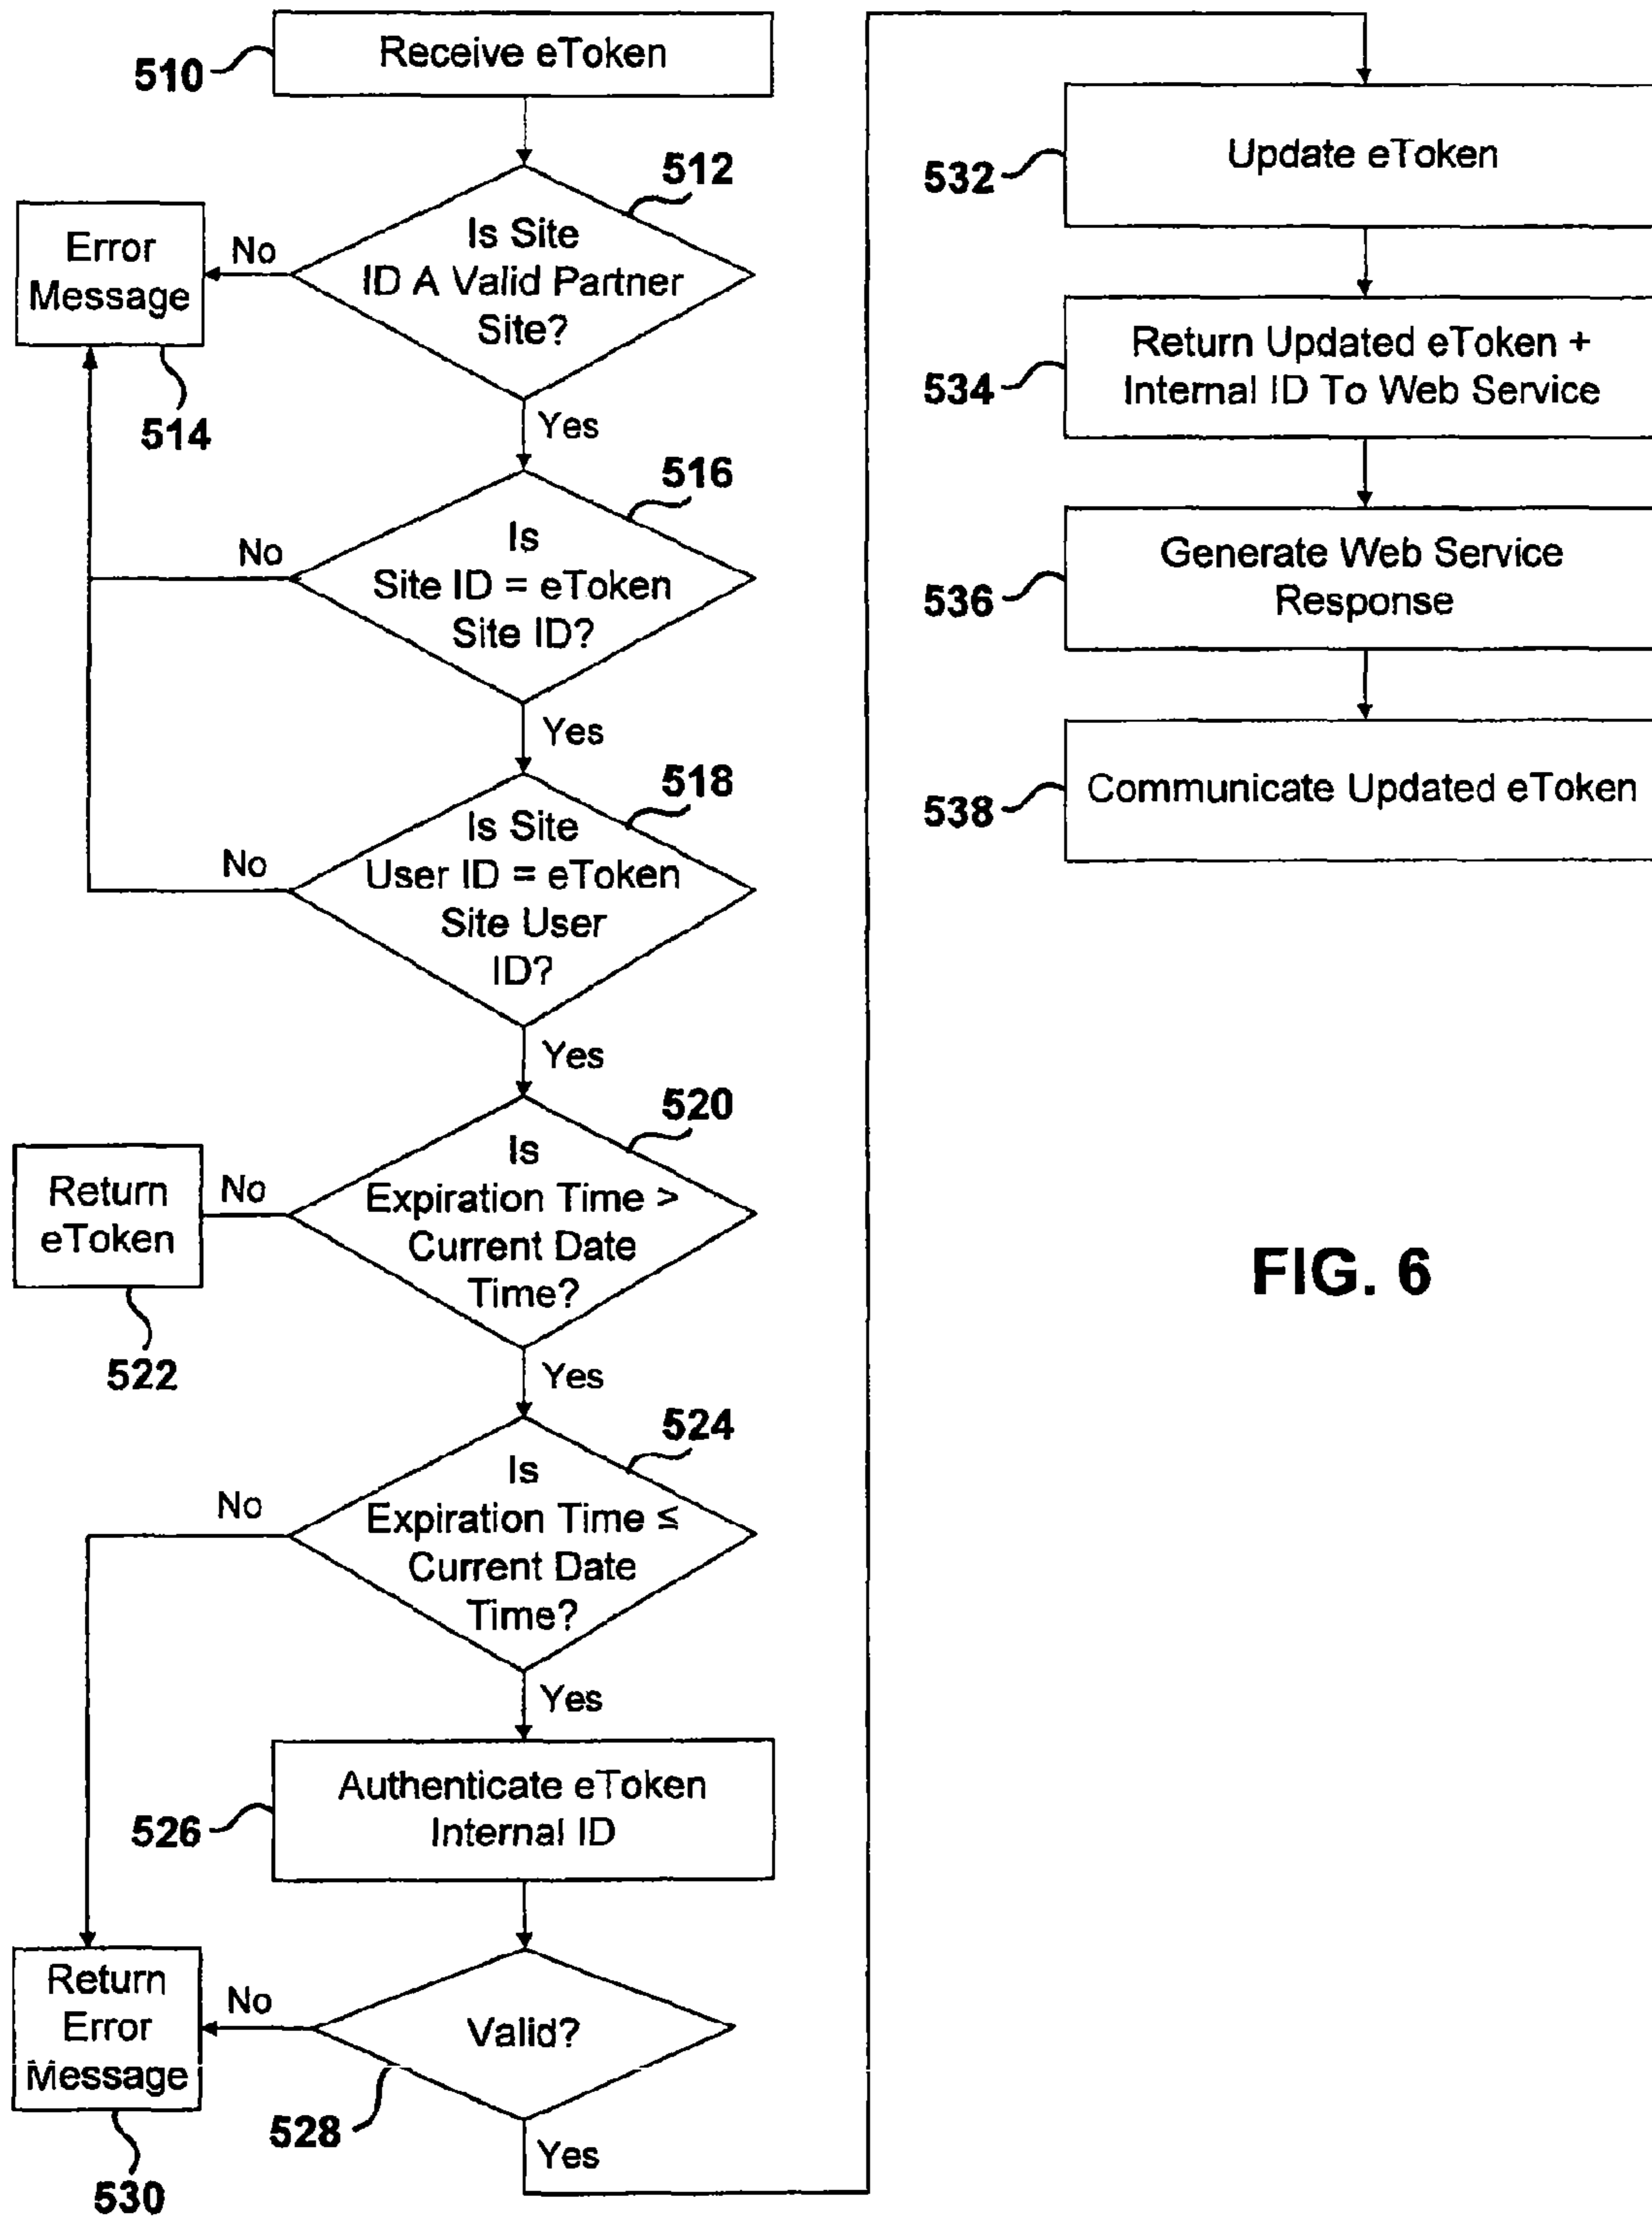 Receive eToken
510
512
Is Site
ID A Valid Partner
Site?
No
Error
Message
514
Yes
516
Is
Site ID = eToken
Site ID?
No
Yes
518
Is Site
User ID = eToken
Site User
ID?
No
Yes
520
Is
Expiration Time >
Current Date
Time?
No
Return
eToken
522
Yes
524
Is
Expiration Time ≤
Current Date
Time?
No
Yes
Authenticate eToken
Internal ID
526
Valid?
528
No
Return
Error
Message
530
Yes
Update eToken
532
Return Updated eToken +
Internal ID To Web Service
534
Generate Web Service
Response
536
Communicate Updated eToken
538
FIG. 6